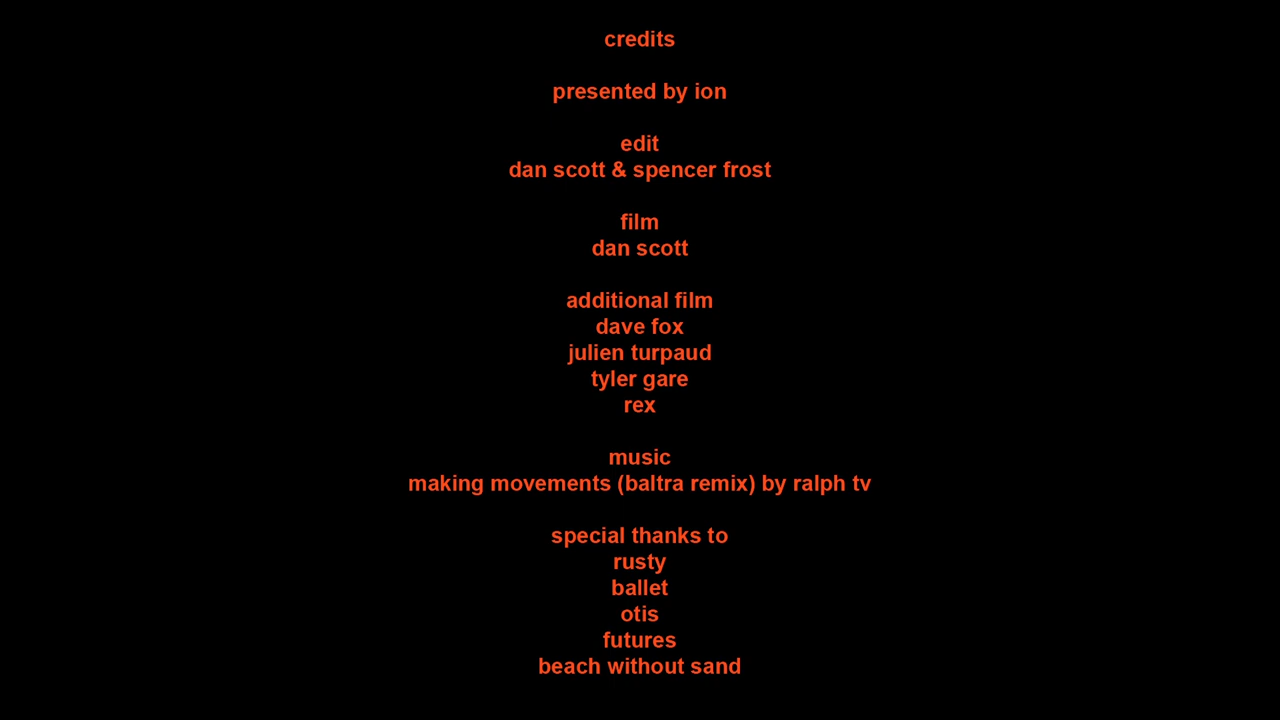 credits
presented by ion
edit
dan scott & spencer frost
film
dan scott
additional film
dave fox
julien turpaud
tyler gare
rex
music
making movements (baltra remix) by ralph tv
special thanks to
rusty
ballet
otis
futures
beach without sand